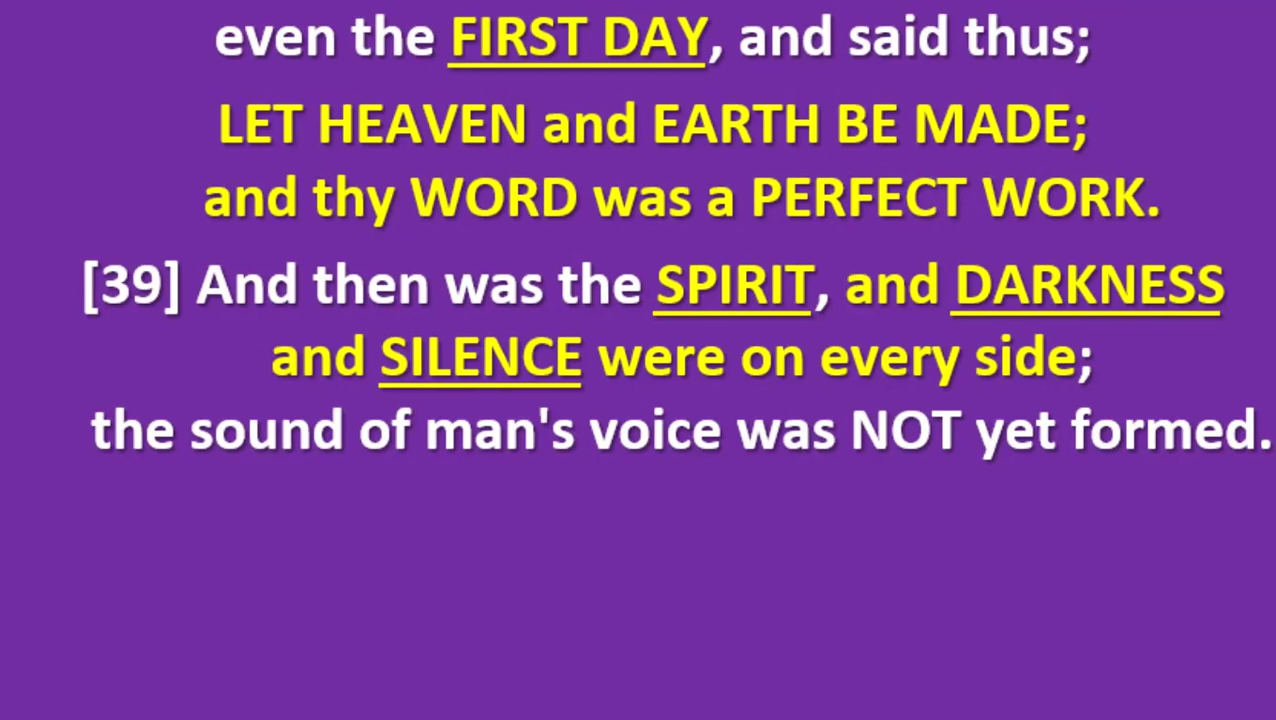 even the FIRST DAY, and said thus;
LET HEAVEN and EARTH BE MADE;
and thy WORD was a PERFECT WORK.
[39] And then was the SPIRIT, and DARKNESS
and SILENCE were on every side;
the sound of man's voice was NOT yet formed.